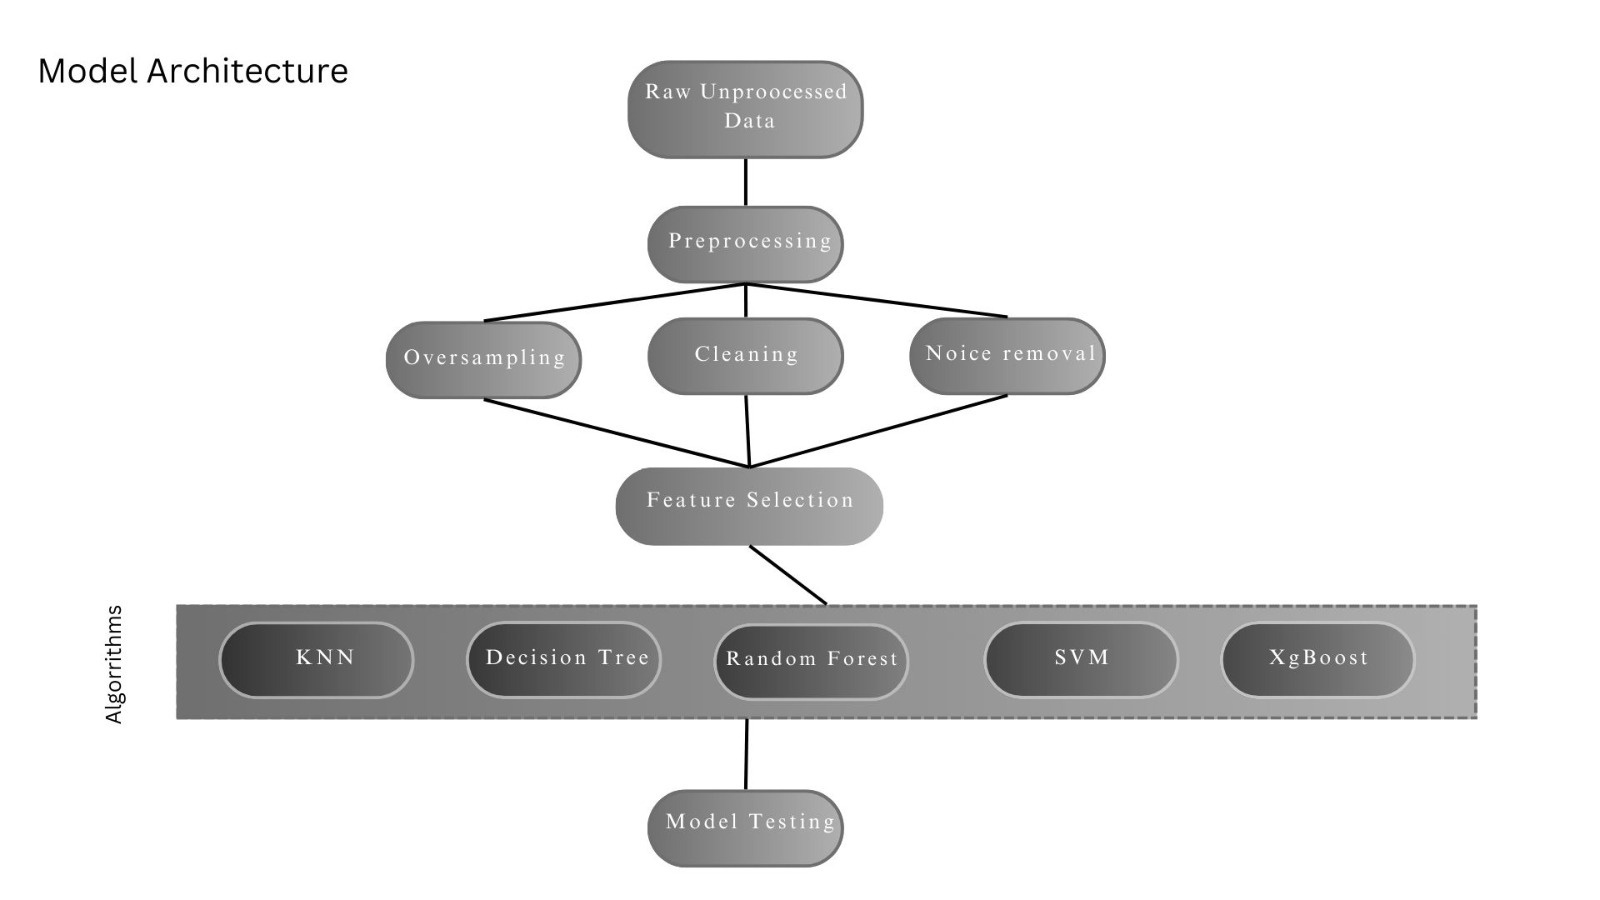 Model Architecture
Raw Unproocessed
Data
Preprocessing
Oversampling
Cleaning
Noice removal
Feature Selection
Algorrithms
KNN
Decision Tree
Random Forest
SVM
XgBoost
Model Testing